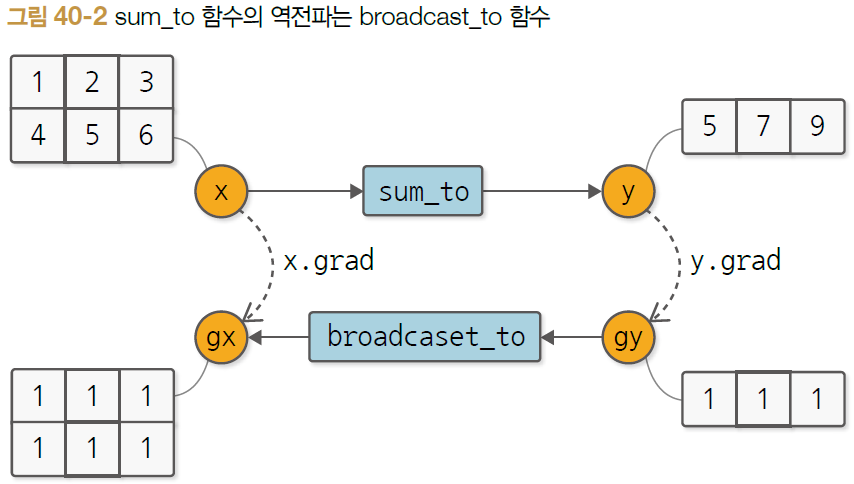 그림 40-2 sum_to 함수의 역전파는 broadcast_to 함수
1 2 3
4 5 6
5 7 9
x
sum_to
y
x.grad
y.grad
gx
broadcaset_to
gy
1 1 1
1 1 1
1 1 1